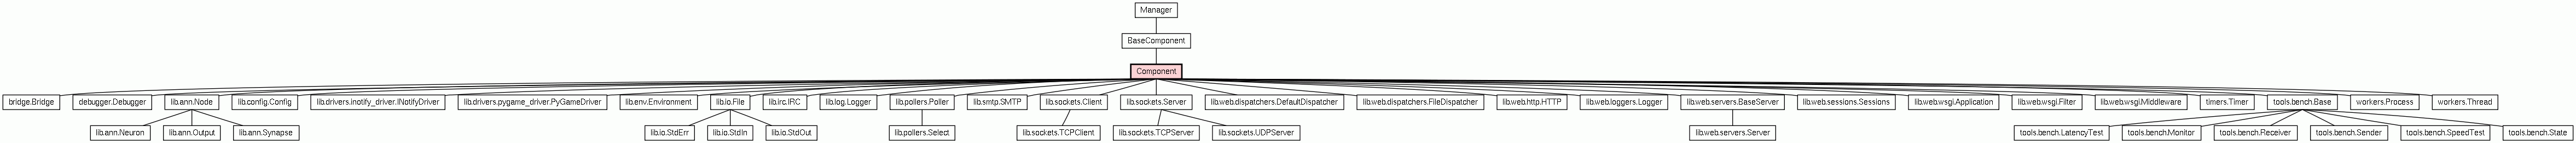 Manager
BaseComponent
Component
bridge.Bridge
debugger.Debugger
lib.ann.Node
lib.config.Config
lib.drivers.inotify_driver.INotifyDriver
lib.drivers.pygame_driver.PyGameDriver
lib.env.Environment
lib.io.File
lib.irc.IRC
lib.log.Logger
lib.pollers.Poller
lib.smtp.SMTP
lib.sockets.Client
lib.sockets.Server
lib.web.dispatchers.DefaultDispatcher
lib.web.dispatchers.FileDispatcher
lib.web.http.HTTP
lib.web.loggers.Logger
lib.web.servers.BaseServer
lib.web.sessions.Sessions
lib.web.wsgi.Application
lib.web.wsgi.Filter
lib.web.wsgi.Middleware
timers.Timer
tools.bench.Base
workers.Process
workers.Thread
lib.ann.Neuron
lib.ann.Output
lib.ann.Synapse
lib.io.StdErr
lib.io.StdIn
lib.io.StdOut
lib.pollers.Select
lib.sockets.TCPClient
lib.sockets.TCPServer
lib.sockets.UDPServer
lib.web.servers.Server
tools.bench.LatencyTest
tools.bench.Monitor
tools.bench.Receiver
tools.bench.Sender
tools.bench.SpeedTest
tools.bench.State